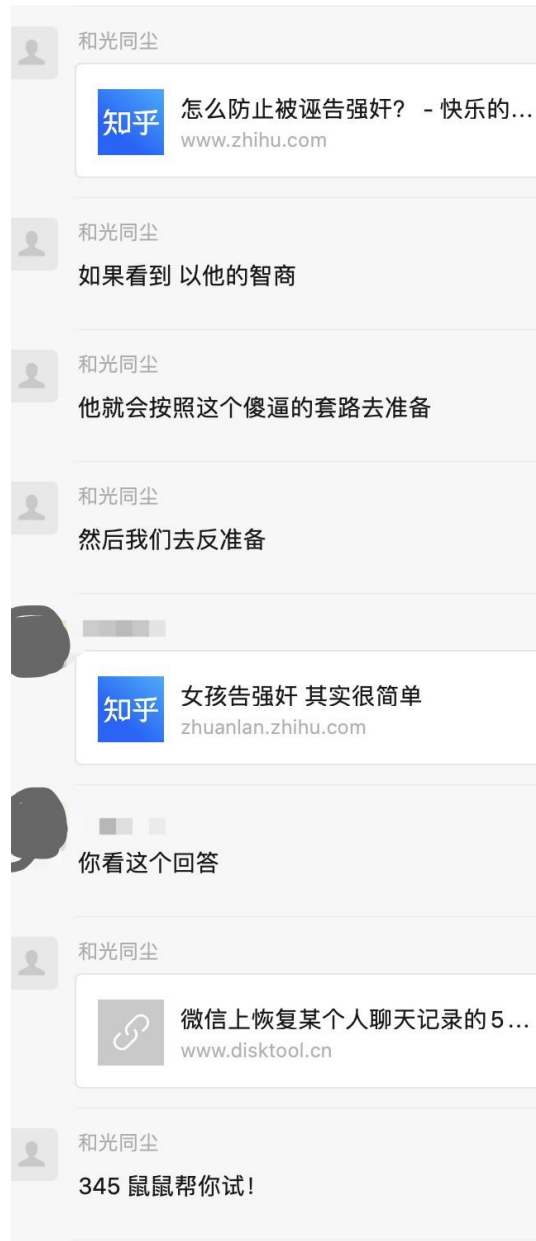 和光同尘
知乎
怎么防止被诬告强奸？ - 快乐的...
www.zhihu.com
和光同尘
如果看到 以他的智商
和光同尘
他就会按照这个傻逼的套路去准备
和光同尘
然后我们去反准备
知乎
女孩告强奸 其实很简单
zhuanlan.zhihu.com
你看这个回答
和光同尘
微信上恢复某个人聊天记录的5...
www.disktool.cn
和光同尘
345 鼠鼠帮你试！